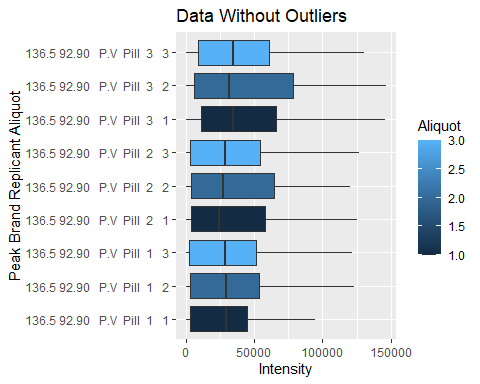 Data Without Outliers
Peak Brand Replicant Aliquot
136.5 92.90 P.V Pill 3 3
136.5 92.90 P.V Pill 3 2
136.5 92.90 P.V Pill 3 1
136.5 92.90 P.V Pill 2 3
136.5 92.90 P.V Pill 2 2
136.5 92.90 P.V Pill 2 1
136.5 92.90 P.V Pill 1 3
136.5 92.90 P.V Pill 1 2
136.5 92.90 P.V Pill 1 1
0 50000 100000 150000
Intensity
Aliquot
3.0
2.5
2.0
1.5
1.0